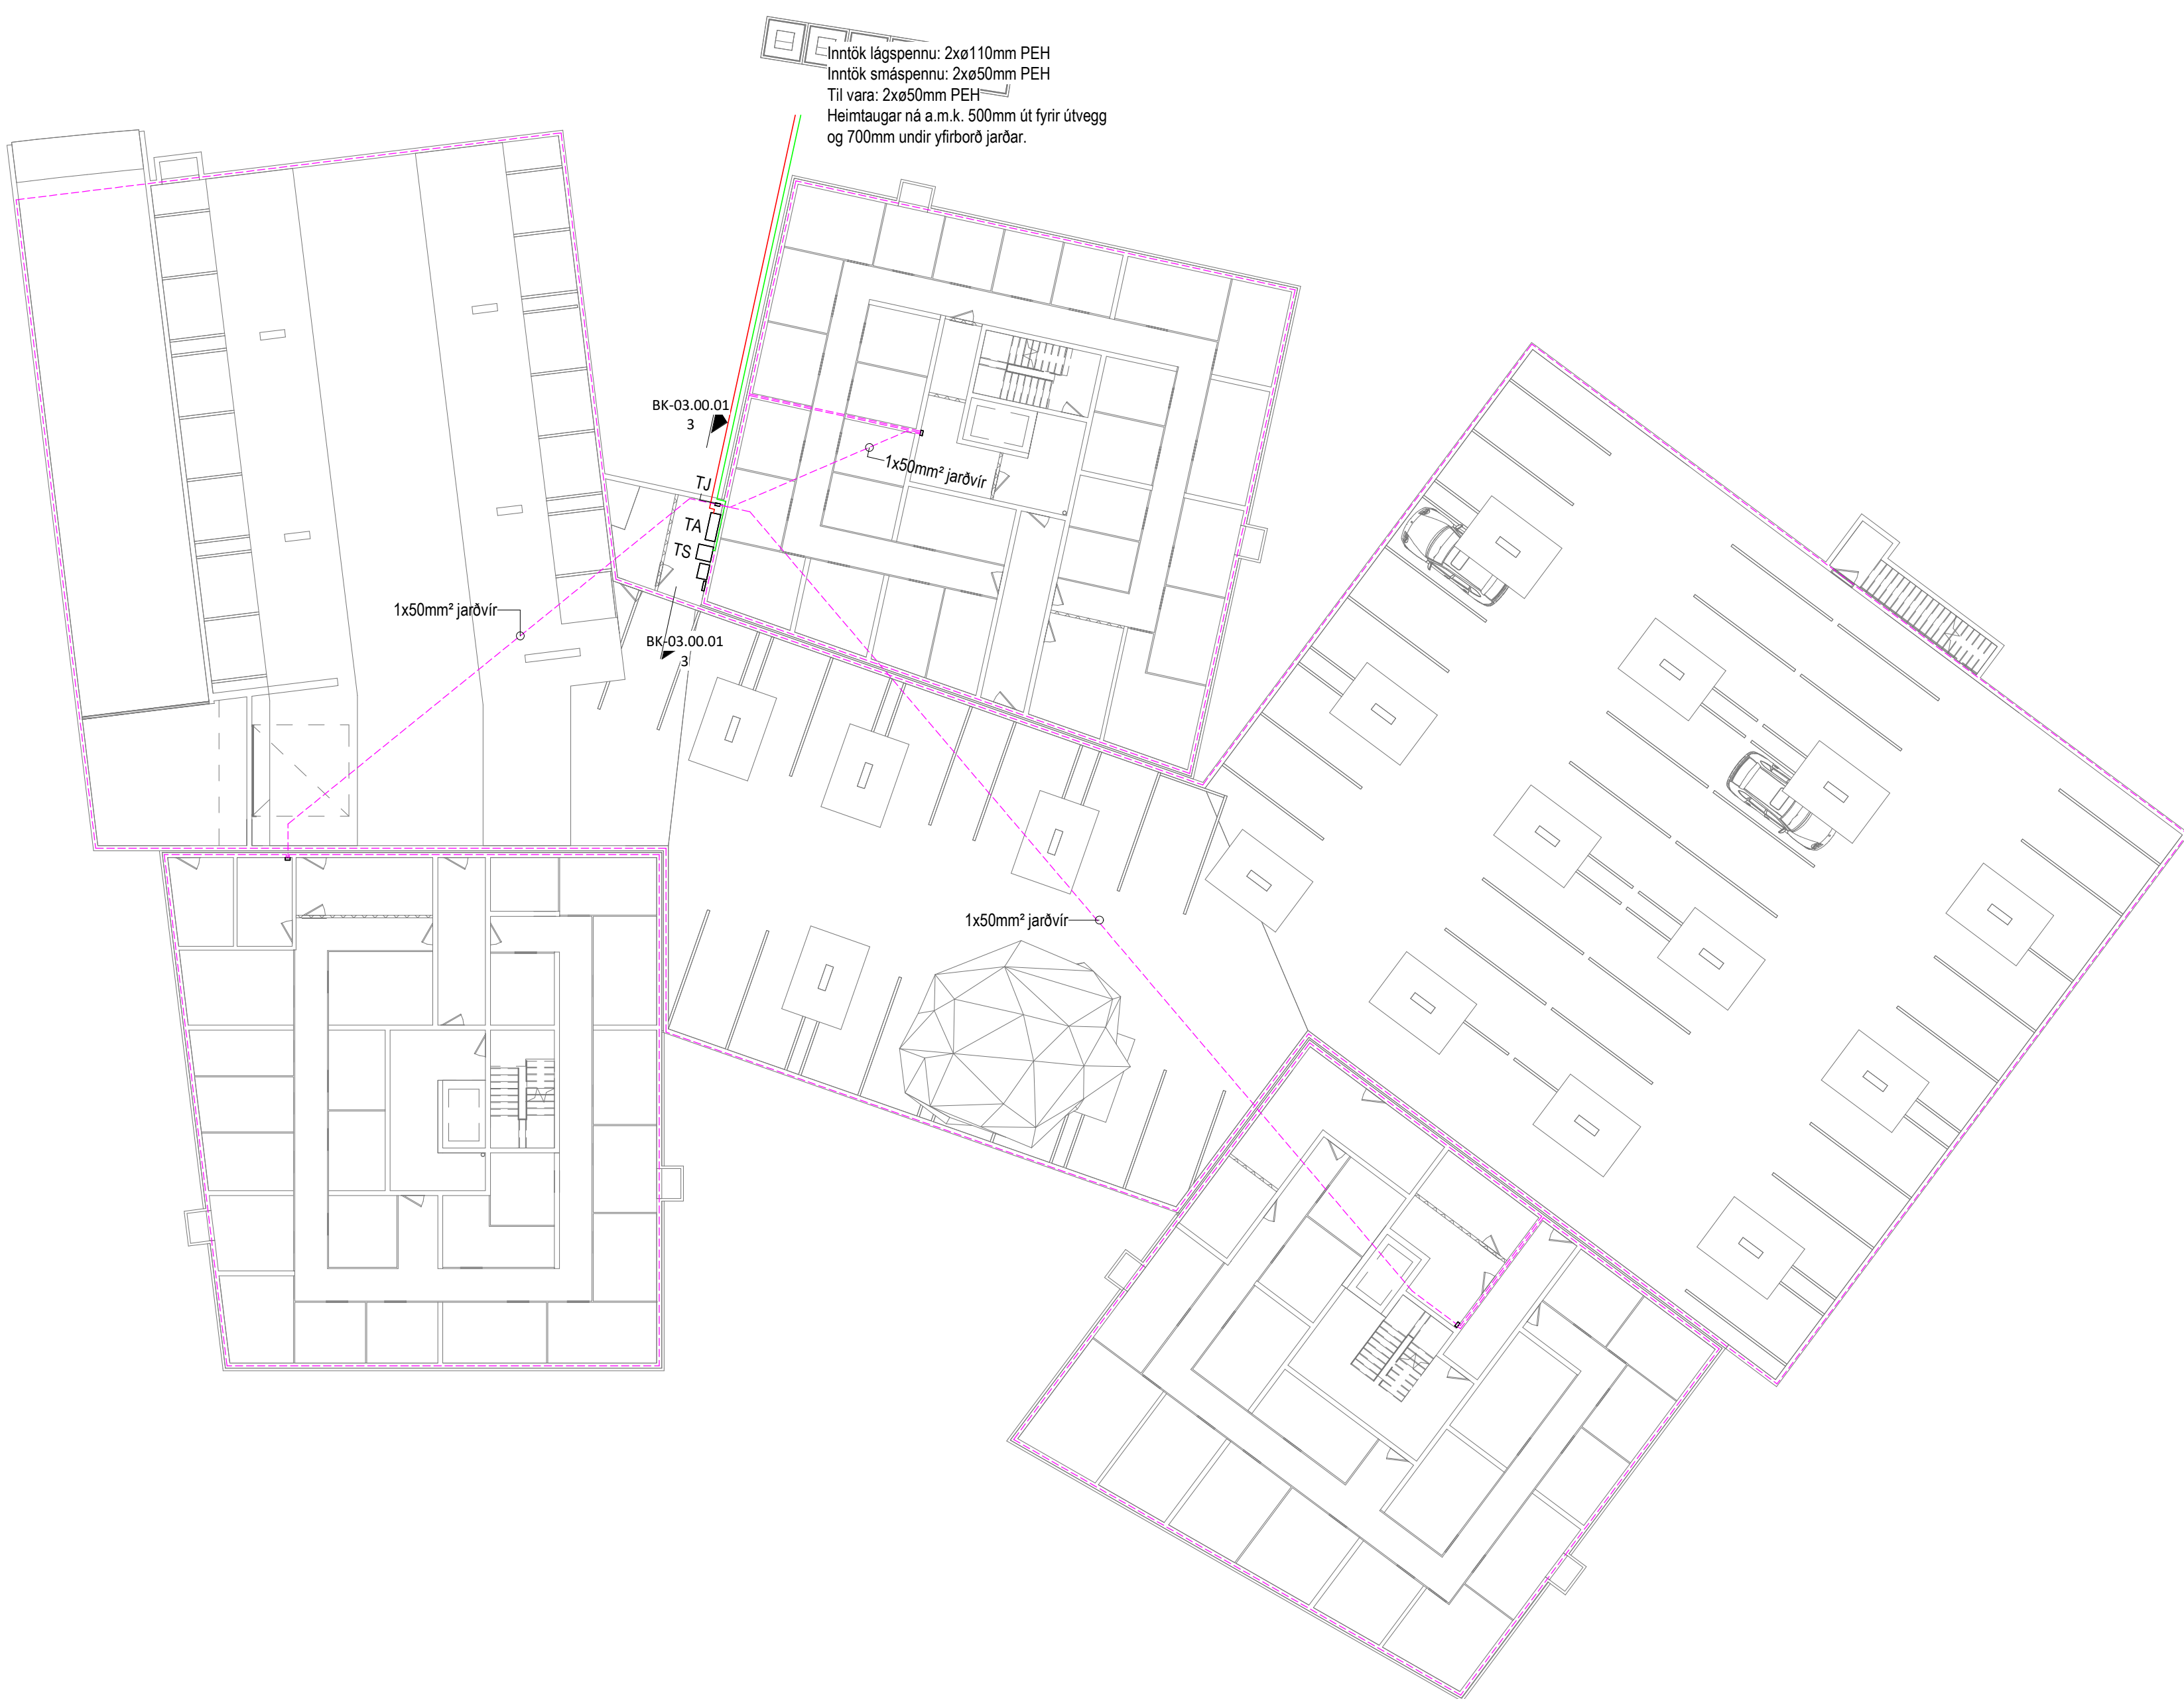 Inntök lágspennu: 2xø110mm PEH
Inntök smáspennu: 2xø50mm PEH
Til vara: 2xø50mm PEH
Heimtaugar ná a.m.k. 500mm út fyrir útvegg
og 700mm undir yfirborð jarðar.
BK-03.00.01
3
1x50mm² jarðvír
TJ
TA
TS
1x50mm² jarðvír
BK-03.00.01
3
1x50mm² jarðvír